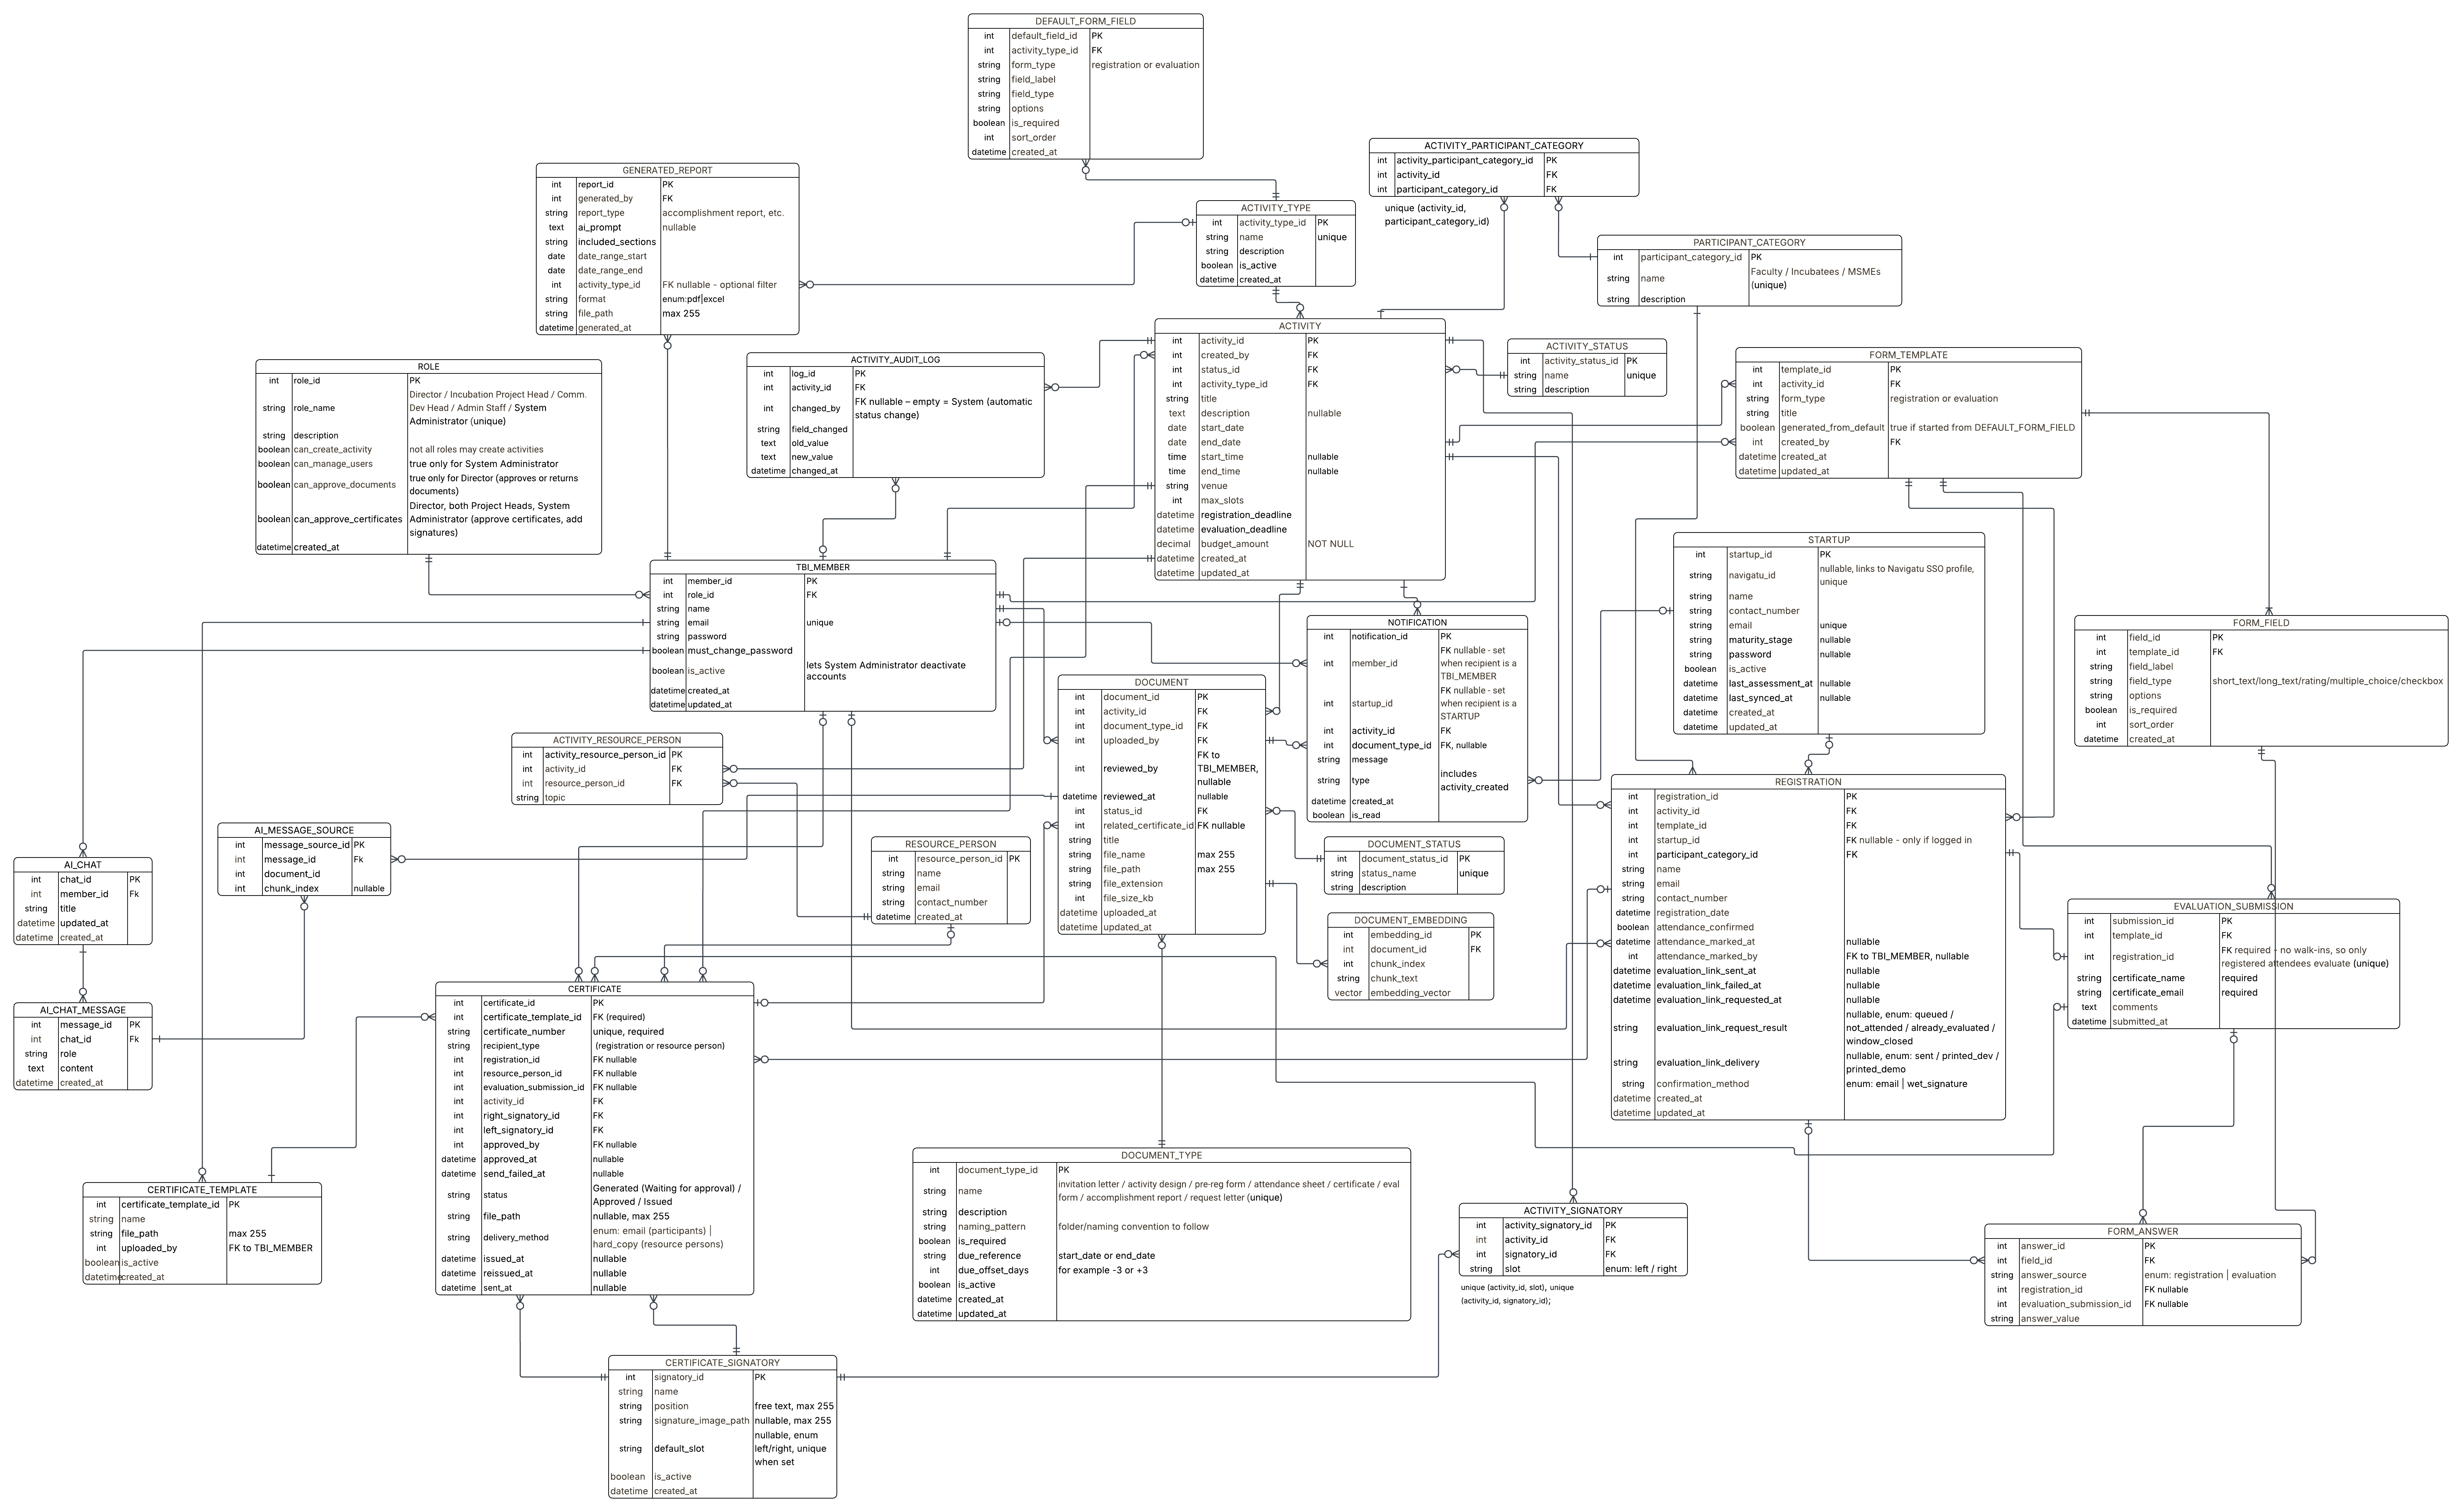 DEFAULT_FORM_FIELD
int default_field_id PK
int activity_type_id FK
string form_type registration or evaluation
string field_label
string field_type
string options
boolean is_required
int sort_order
datetime created_at
ACTIVITY_PARTICIPANT_CATEGORY
int activity_participant_category_id PK
int activity_id FK
int participant_category_id FK
unique (activity_id,
participant_category_id)
GENERATED_REPORT
int report_id PK
int generated_by FK
string report_type accomplishment report, etc.
text ai_prompt nullable
string included_sections
date date_range_start
date date_range_end
int activity_type_id FK nullable - optional filter
string format enum:pdf|excel
string file_path max 255
datetime generated_at
ACTIVITY_TYPE
int activity_type_id PK
string name unique
string description
boolean is_active
datetime created_at
PARTICIPANT_CATEGORY
int participant_category_id PK
string name Faculty / Incubatees / MSMEs
(unique)
string description
ACTIVITY
int activity_id PK
int created_by FK
int status_id FK
int activity_type_id FK
string title
text description nullable
date start_date
date end_date
time start_time nullable
time end_time nullable
string venue
int max_slots
datetime registration_deadline
datetime evaluation_deadline
decimal budget_amount NOT NULL
datetime created_at
datetime updated_at
ACTIVITY_STATUS
int activity_status_id PK
string name unique
string description
FORM_TEMPLATE
int template_id PK
int activity_id FK
string form_type registration or evaluation
string title
boolean generated_from_default true if started from DEFAULT_FORM_FIELD
int created_by FK
datetime created_at
datetime updated_at
ROLE
int role_id PK
string role_name Director / Incubation Project Head / Comm.
Dev Head / Admin Staff / System
Administrator (unique)
string description
boolean can_create_activity not all roles may create activities
boolean can_manage_users true only for System Administrator
boolean can_approve_documents true only for Director (approves or returns
documents)
boolean can_approve_certificates Director, both Project Heads, System
Administrator (approve certificates, add
signatures)
datetime created_at
ACTIVITY_AUDIT_LOG
int log_id PK
int activity_id FK
int changed_by FK nullable – empty = System (automatic
status change)
string field_changed
text old_value
text new_value
datetime changed_at
TBI_MEMBER
int member_id PK
int role_id FK
string name
string email unique
string password
boolean must_change_password
boolean is_active lets System Administrator deactivate
accounts
datetime created_at
datetime updated_at
STARTUP
int startup_id PK
string navigatu_id nullable, links to Navigatu SSO profile,
unique
string name
string contact_number
string email unique
string maturity_stage nullable
string password nullable
boolean is_active
datetime last_assessment_at nullable
datetime last_synced_at nullable
datetime created_at
datetime updated_at
NOTIFICATION
int notification_id PK
int member_id FK nullable - set
when recipient is a
TBI_MEMBER
int startup_id FK nullable - set
when recipient is a
STARTUP
int activity_id FK
int document_type_id FK, nullable
string message
string type includes
activity_created
datetime created_at
boolean is_read
FORM_FIELD
int field_id PK
int template_id FK
string field_label
string field_type short_text/long_text/rating/multiple_choice/checkbox
string options
boolean is_required
int sort_order
datetime created_at
DOCUMENT
int document_id PK
int activity_id FK
int document_type_id FK
int uploaded_by FK
int reviewed_by FK to
TBI_MEMBER,
nullable
datetime reviewed_at nullable
int status_id FK
int related_certificate_id FK nullable
string title
string file_name max 255
string file_path max 255
string file_extension
int file_size_kb
datetime uploaded_at
datetime updated_at
ACTIVITY_RESOURCE_PERSON
int activity_resource_person_id PK
int activity_id FK
int resource_person_id FK
string topic
REGISTRATION
int registration_id PK
int activity_id FK
int template_id FK
int startup_id FK nullable - only if logged in
int participant_category_id FK
string name
string email
string contact_number
datetime registration_date
boolean attendance_confirmed
datetime attendance_marked_at nullable
int attendance_marked_by FK to TBI_MEMBER, nullable
datetime evaluation_link_sent_at nullable
datetime evaluation_link_failed_at nullable
datetime evaluation_link_requested_at nullable
string evaluation_link_request_result nullable, enum: queued /
not_attended / already_evaluated /
window_closed
string evaluation_link_delivery nullable, enum: sent / printed_dev /
printed_demo
string confirmation_method enum: email | wet_signature
datetime created_at
datetime updated_at
AI_MESSAGE_SOURCE
int message_source_id PK
int message_id Fk
int document_id
int chunk_index nullable
AI_CHAT
int chat_id PK
int member_id Fk
string title
datetime updated_at
datetime created_at
RESOURCE_PERSON
int resource_person_id PK
string name
string email
string contact_number
datetime created_at
DOCUMENT_STATUS
int document_status_id PK
string status_name unique
string description
DOCUMENT_EMBEDDING
int embedding_id PK
int document_id FK
int chunk_index
string chunk_text
vector embedding_vector
EVALUATION_SUBMISSION
int submission_id PK
int template_id FK
int registration_id FK required - no walk-ins, so only
registered attendees evaluate (unique)
string certificate_name required
string certificate_email required
text comments
datetime submitted_at
AI_CHAT_MESSAGE
int message_id PK
int chat_id Fk
string role
text content
datetime created_at
CERTIFICATE
int certificate_id PK
int certificate_template_id FK (required)
string certificate_number unique, required
string recipient_type (registration or resource person)
int registration_id FK nullable
int resource_person_id FK nullable
int evaluation_submission_id FK nullable
int activity_id FK
int right_signatory_id FK
int left_signatory_id FK
int approved_by FK nullable
datetime approved_at nullable
datetime send_failed_at nullable
string status Generated (Waiting for approval) /
Approved / Issued
string file_path nullable, max 255
string delivery_method enum: email (participants) |
hard_copy (resource persons)
datetime issued_at nullable
datetime reissued_at nullable
datetime sent_at nullable
CERTIFICATE_TEMPLATE
int certificate_template_id PK
string name
string file_path max 255
int uploaded_by FK to TBI_MEMBER
boolean is_active
datetime created_at
DOCUMENT_TYPE
int document_type_id PK
string name invitation letter / activity design / pre-reg form / attendance sheet / certificate / eval
form / accomplishment report / request letter (unique)
string description
string naming_pattern folder/naming convention to follow
boolean is_required
string due_reference start_date or end_date
int due_offset_days for example -3 or +3
boolean is_active
datetime created_at
datetime updated_at
ACTIVITY_SIGNATORY
int activity_signatory_id PK
int activity_id FK
int signatory_id FK
string slot enum: left / right
unique (activity_id, slot), unique
(activity_id, signatory_id);
FORM_ANSWER
int answer_id PK
int field_id FK
string answer_source enum: registration | evaluation
int registration_id FK nullable
int evaluation_submission_id FK nullable
string answer_value
CERTIFICATE_SIGNATORY
int signatory_id PK
string name
string position free text, max 255
string signature_image_path nullable, max 255
string default_slot nullable, enum
left/right, unique
when set
boolean is_active
datetime created_at